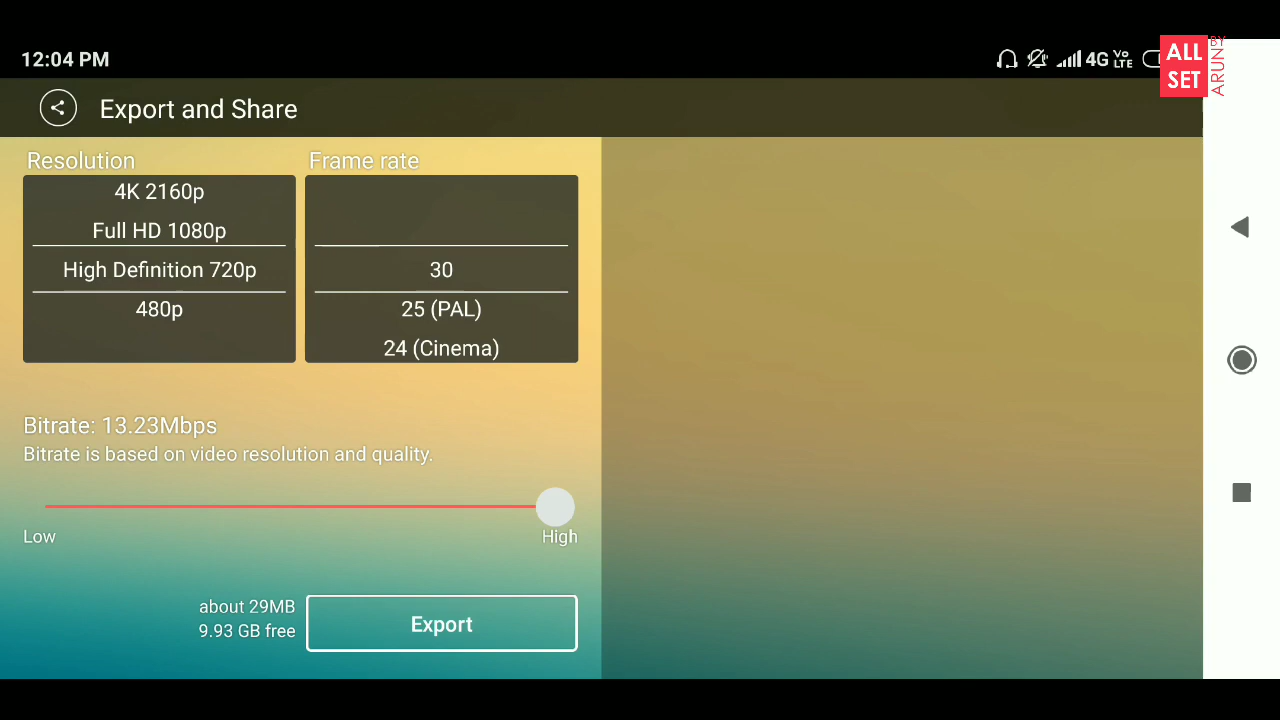 12:04 PM
4G Vo LTE
ALL SET
BY ARUN
Export and Share
Resolution
4K 2160p
Full HD 1080p
High Definition 720p
480p
Frame rate
30
25 (PAL)
24 (Cinema)
Bitrate: 13.23Mbps
Bitrate is based on video resolution and quality.
Low
High
about 29MB
9.93 GB free
Export